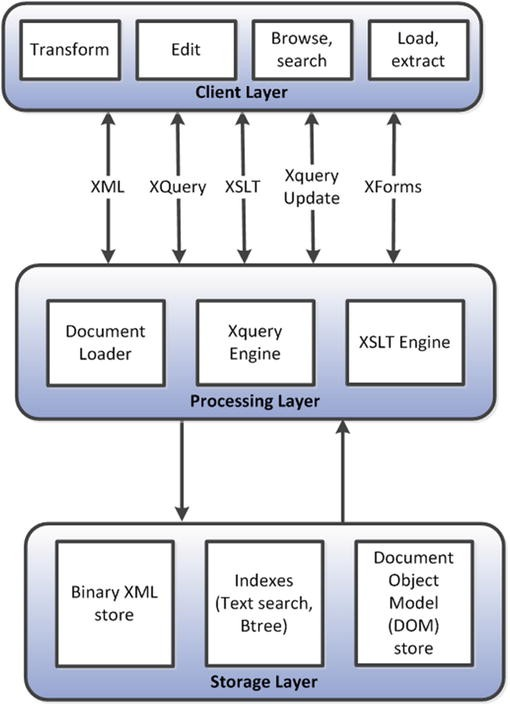 Transform
Edit
Browse,
search
Load,
extract
Client Layer
XML
XQuery
XSLT
Xquery
Update
XForms
Document
Loader
Xquery
Engine
XSLT Engine
Processing Layer
Binary XML
store
Indexes
(Text search,
Btree)
Document
Object
Model
(DOM)
store
Storage Layer